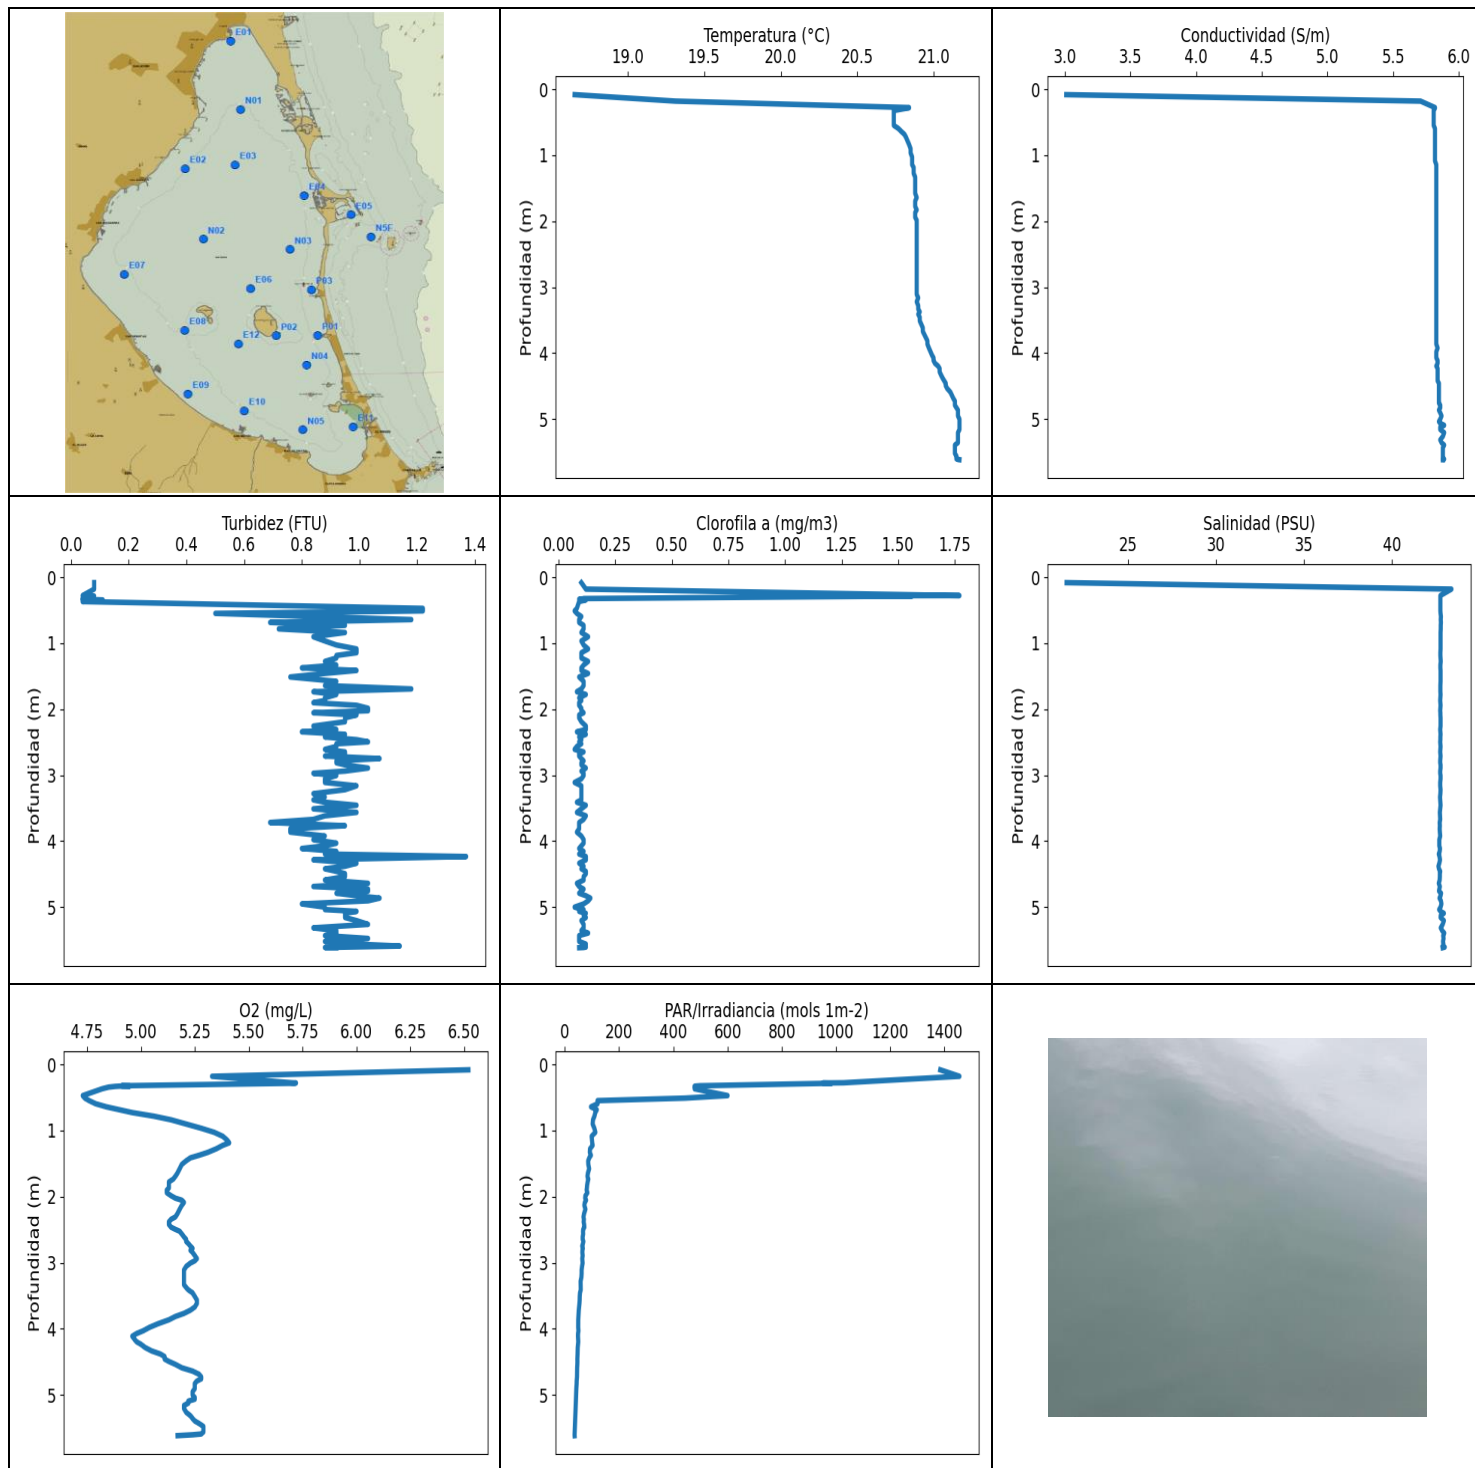 E01
N01
E02
E03
E04
E05
N5F
N02
N03
E07
E06
P03
E08
E12
P02
P01
N04
E09
E10
N05
E11
Temperatura (°C)
19.0 19.5 20.0 20.5 21.0
0
1
2
3
4
5
Profundidad (m)
Conductividad (S/m)
3.0 3.5 4.0 4.5 5.0 5.5 6.0
0
1
2
3
4
5
Profundidad (m)
Turbidez (FTU)
0.0 0.2 0.4 0.6 0.8 1.0 1.2 1.4
0
1
2
3
4
5
Profundidad (m)
Clorofila a (mg/m3)
0.00 0.25 0.50 0.75 1.00 1.25 1.50 1.75
0
1
2
3
4
5
Profundidad (m)
Salinidad (PSU)
25 30 35 40
0
1
2
3
4
5
Profundidad (m)
O2 (mg/L)
4.75 5.00 5.25 5.50 5.75 6.00 6.25 6.50
0
1
2
3
4
5
Profundidad (m)
PAR/Irradiancia (mols 1m-2)
0 200 400 600 800 1000 1200 1400
0
1
2
3
4
5
Profundidad (m)